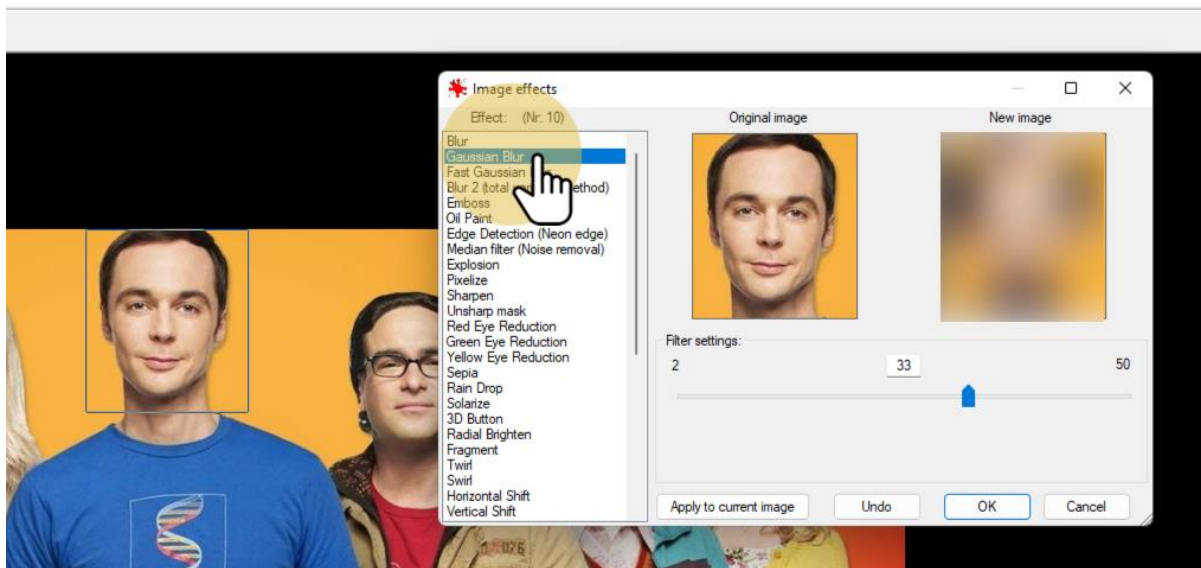 Image effects
Effect: (Nr: 10)
Original image
New image
Blur
Gaussian Blur
Fast Gaussian
Blur 2 (total method)
Emboss
Oil Paint
Edge Detection (Neon edge)
Median filter (Noise removal)
Explosion
Pixelize
Sharpen
Unsharp mask
Red Eye Reduction
Green Eye Reduction
Yellow Eye Reduction
Sepia
Rain Drop
Solarize
3D Button
Radial Brighten
Fragment
Twirl
Swirl
Horizontal Shift
Vertical Shift
Filter settings:
2 33 50
Apply to current image Undo OK Cancel